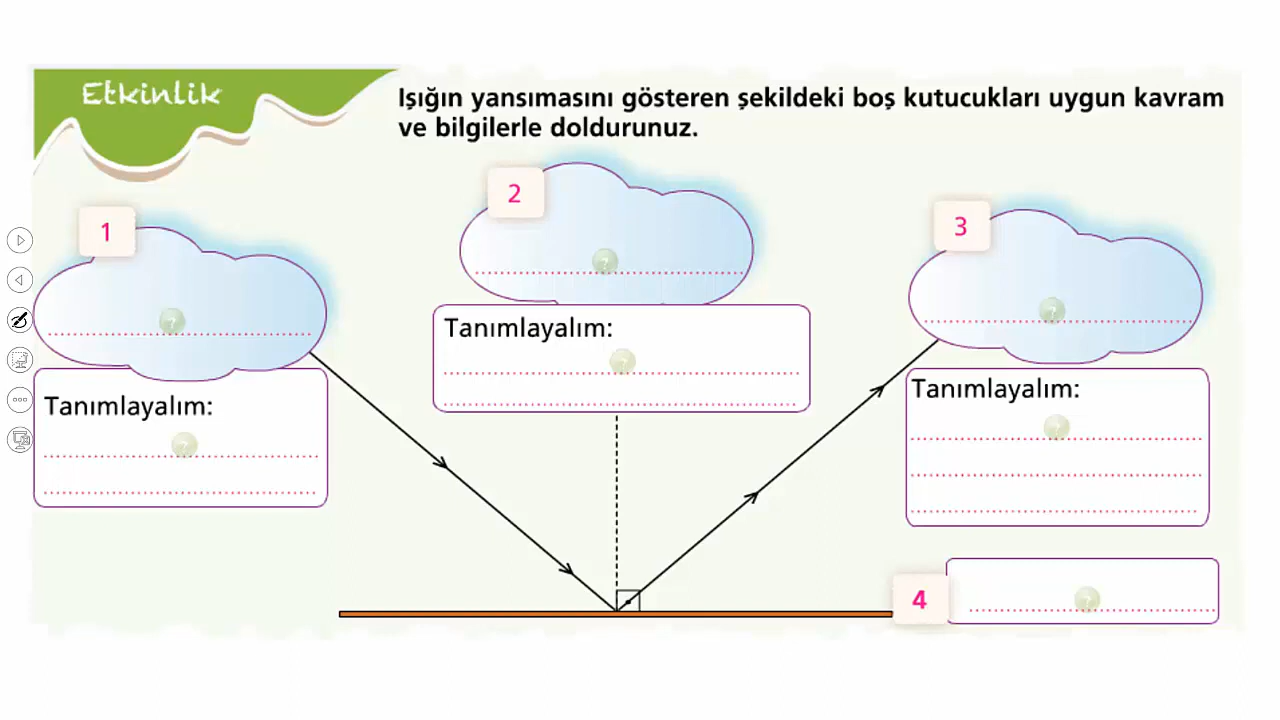 Etkinlik
Işığın yansımasını gösteren şekildeki boş kutucukları uygun kavram
ve bilgilerle doldurunuz.
1
?
Tanımlayalım:
?
2
?
Tanımlayalım:
?
3
?
Tanımlayalım:
?
4
?